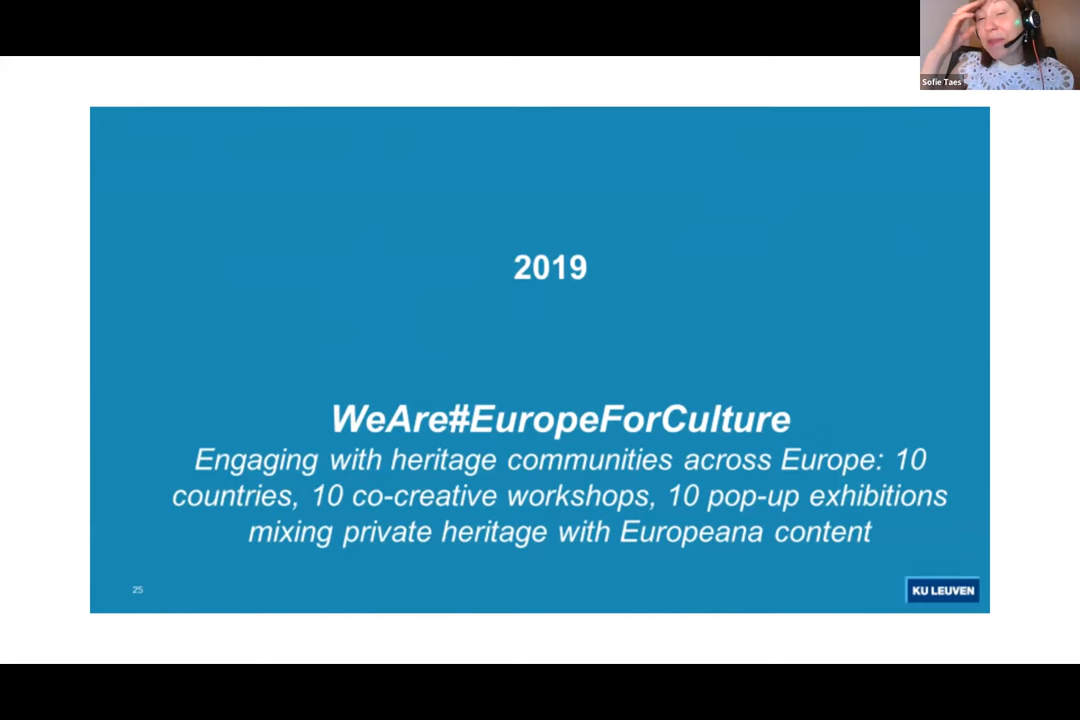 Sofie Taes
2019
WeAre#EuropeForCulture
Engaging with heritage communities across Europe: 10
countries, 10 co-creative workshops, 10 pop-up exhibitions
mixing private heritage with Europeana content
25
KU LEUVEN